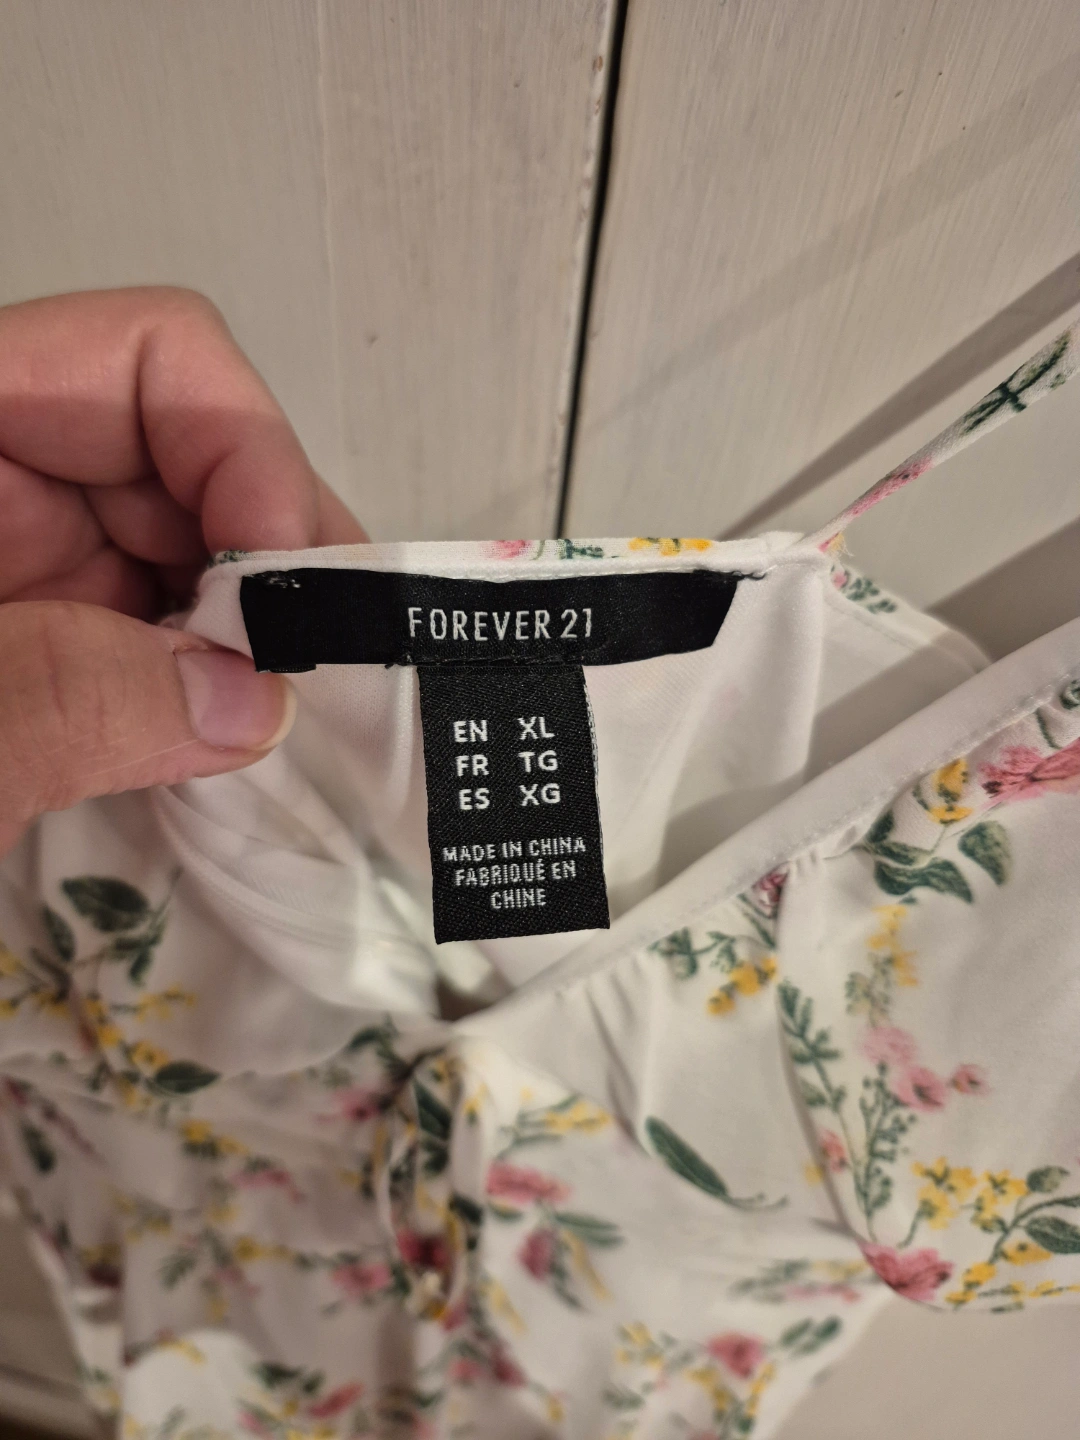 FOREVER 21
EN XL
FR TG
ES XG
MADE IN CHINA
FABRIQUÉ EN
CHINE